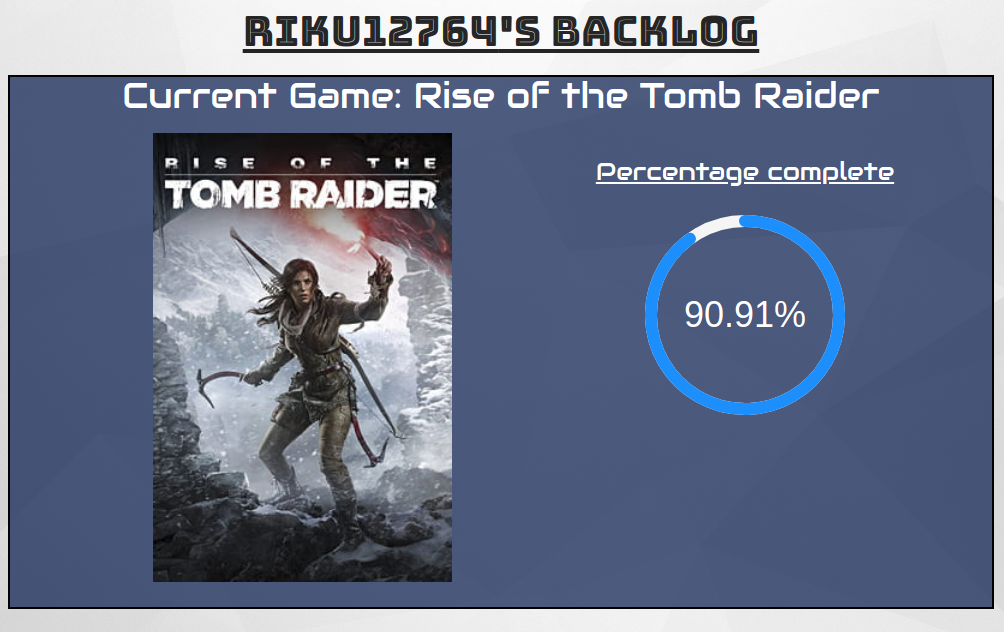 RIKU12764'S BACKLOG
Current Game: Rise of the Tomb Raider
RISE OF THE
TOMB RAIDER
Percentage complete
90.91%